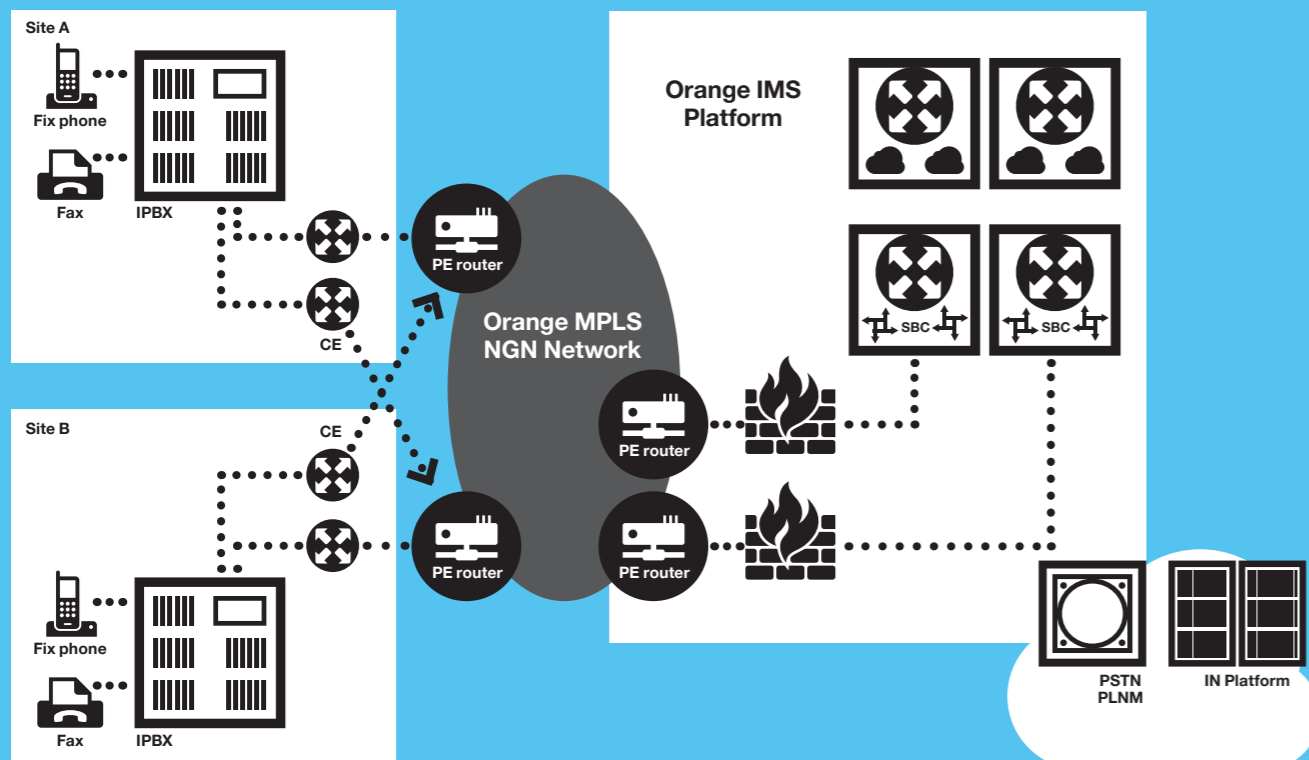 Site A
Fix phone
Fax
IPBX
CE
PE router
Orange MPLS
NGN Network
Orange IMS
Platform
SBC
SBC
Site B
CE
PE router
PE router
PE router
Fix phone
Fax
IPBX
PSTN
PLNM
IN Platform